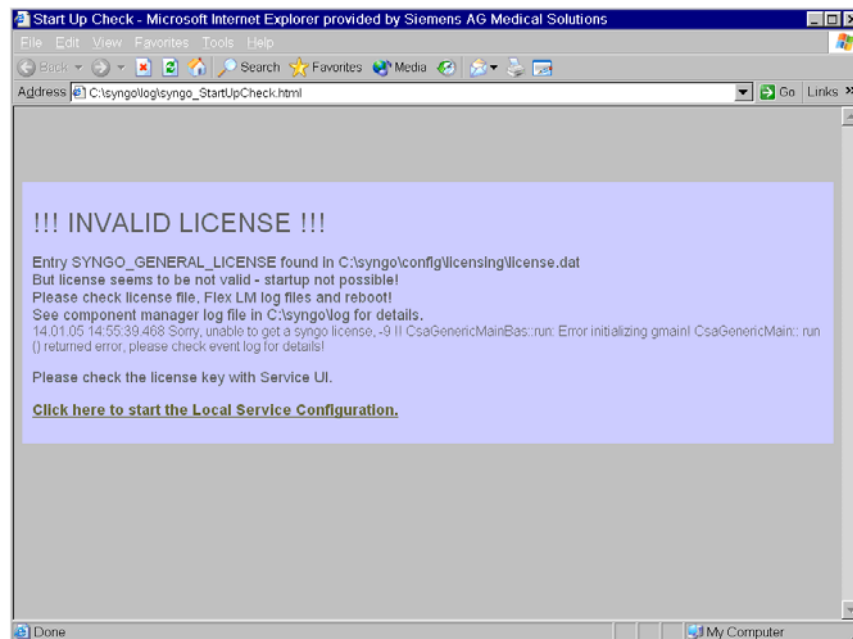 Start Up Check - Microsoft Internet Explorer provided by Siemens AG Medical Solutions
File Edit View Favorites Tools Help
Back Search Favorites Media
Address C:\syngo\log\syngo_StartUpCheck.html Go Links »
!!! INVALID LICENSE !!!
Entry SYNGO_GENERAL_LICENSE found in C:\syngo\config\licensing\license.dat
But license seems to be not valid - startup not possible!
Please check license file, Flex LM log files and reboot!
See component manager log file in C:\syngo\log for details.
14.01.05 14:55:39.468 Sorry, unable to get a syngo license, -9 !! CsaGenericMainBas::run: Error initializing gmain! CsaGenericMain:: run
() returned error, please check event log for details!
Please check the license key with Service UI.
Click here to start the Local Service Configuration.
Done My Computer